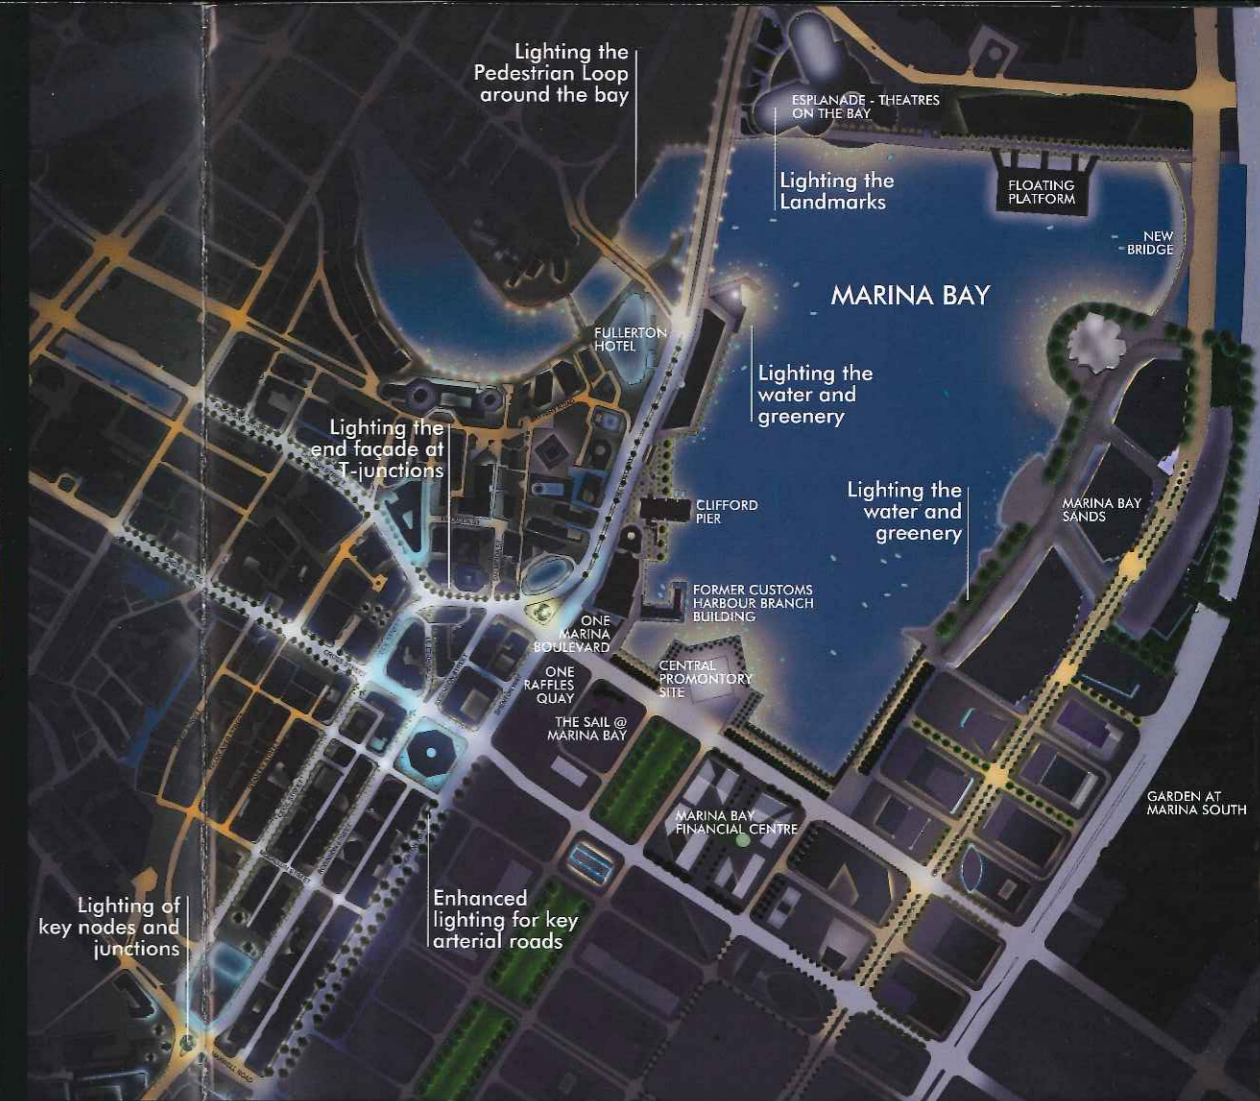 Lighting the
Pedestrian Loop
around the bay
ESPLANADE - THEATRES
ON THE BAY
Lighting the
Landmarks
FLOATING
PLATFORM
NEW
BRIDGE
MARINA BAY
FULLERTON
HOTEL
Lighting the
water and
greenery
Lighting the
end façade at
T-junctions
Lighting the
water and
greenery
CLIFFORD
PIER
MARINA BAY
SANDS
FORMER CUSTOMS
HARBOUR BRANCH
BUILDING
ONE
MARINA
BOULEVARD
ONE
RAFFLES
QUAY
CENTRAL
PROMONTORY
SITE
THE SAIL @
MARINA BAY
GARDEN AT
MARINA SOUTH
MARINA BAY
FINANCIAL CENTRE
Lighting of
key nodes and
junctions
Enhanced
lighting for key
arterial roads
MAXWELL ROAD